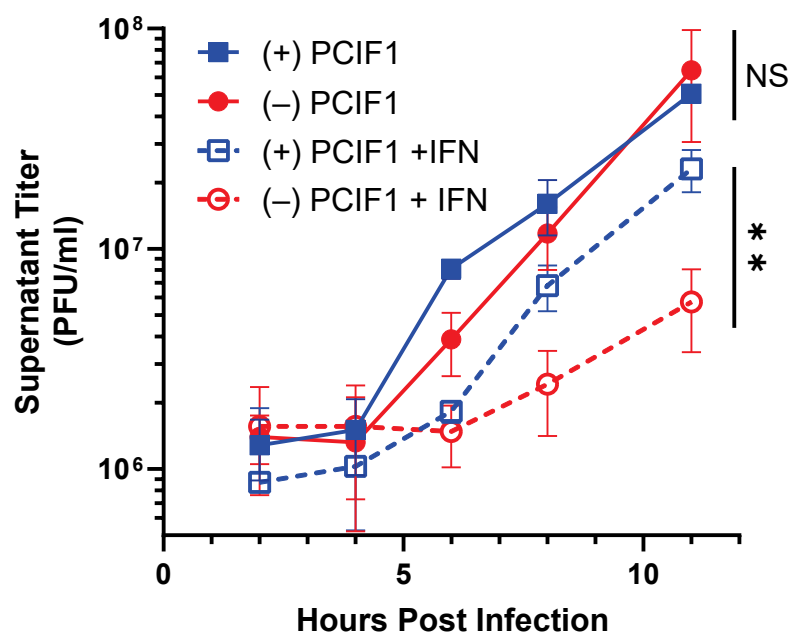 10⁸
(+) PCIF1
(–) PCIF1
(+) PCIF1 +IFN
(–) PCIF1 + IFN
NS
**
10⁷
10⁶
Supernatant Titer
(PFU/ml)
0
5
10
Hours Post Infection